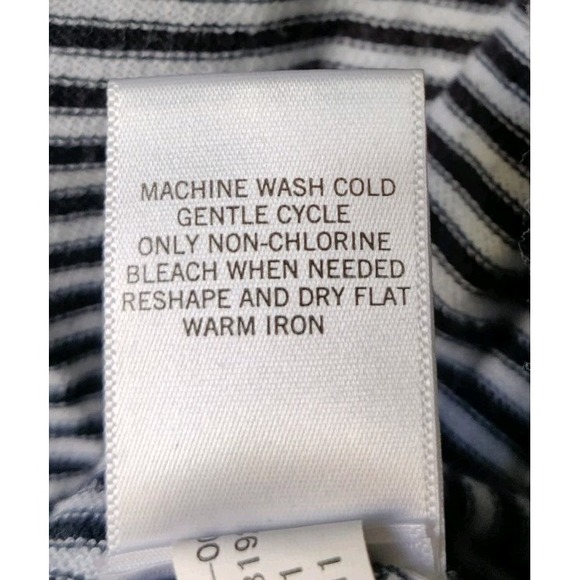 MACHINE WASH COLD
GENTLE CYCLE
ONLY NON-CHLORINE
BLEACH WHEN NEEDED
RESHAPE AND DRY FLAT
WARM IRON